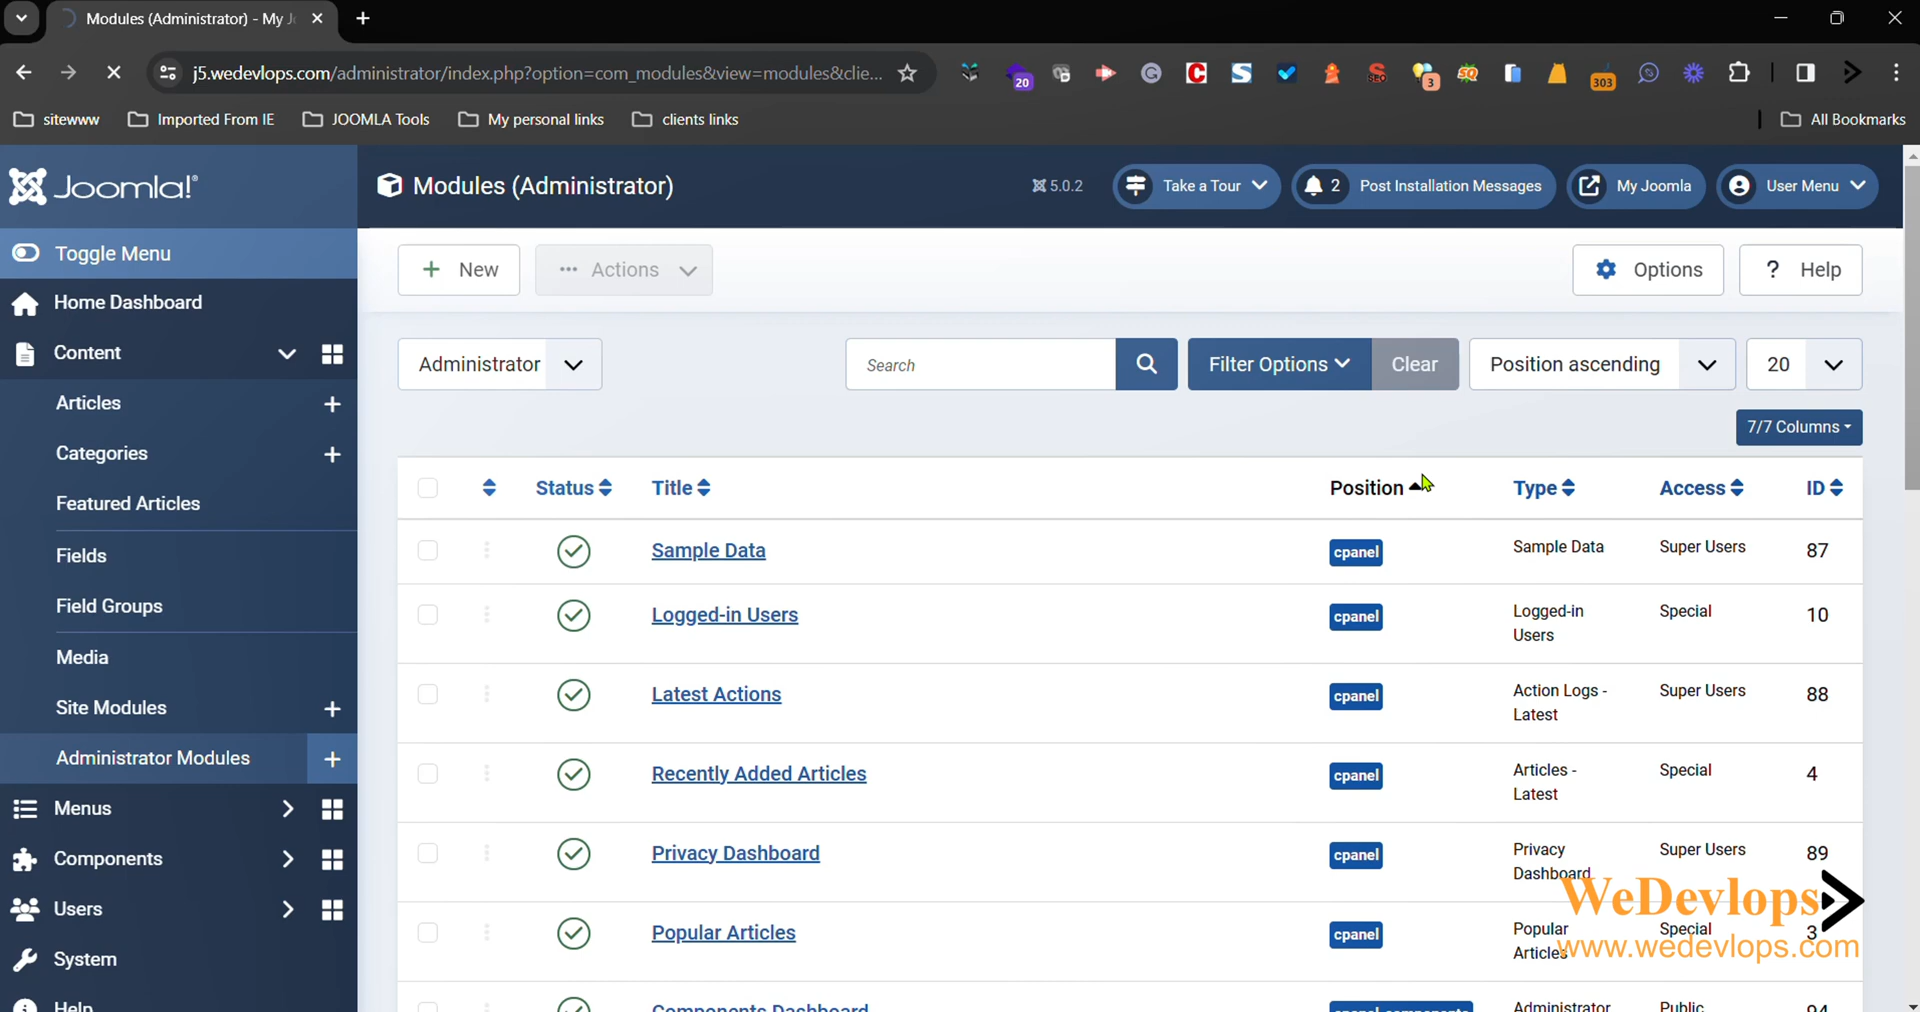 Modules (Administrator) - My J
j5.wedevlops.com/administrator/index.php?option=com_modules&view=modules&clie...
20
3
303
SEO
sitewww
Imported From IE
JOOMLA Tools
My personal links
clients links
All Bookmarks
Joomla!
Modules (Administrator)
5.0.2
Take a Tour
2 Post Installation Messages
My Joomla
User Menu
Toggle Menu
Home Dashboard
Content
Articles
Categories
Featured Articles
Fields
Field Groups
Media
Site Modules
Administrator Modules
Menus
Components
Users
System
Help
+ New
... Actions
Options
? Help
Administrator
Search
Filter Options
Clear
Position ascending
20
7/7 Columns
Status Title Position Type Access ID
Sample Data cpanel Sample Data Super Users 87
Logged-in Users cpanel Logged-in Users Special 10
Latest Actions cpanel Action Logs - Latest Super Users 88
Recently Added Articles cpanel Articles - Latest Special 4
Privacy Dashboard cpanel Privacy Dashboard Super Users 89
Popular Articles cpanel Popular Articles Special 3
Components Dashboard Administrator Public 94
WeDevlops
www.wedevlops.com